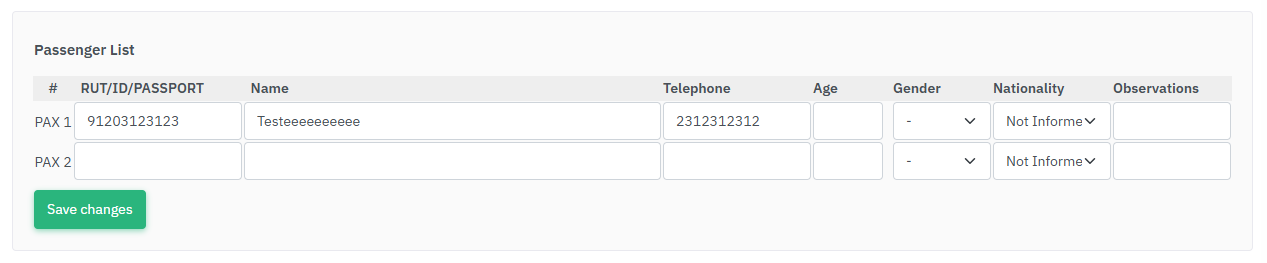 Passenger List
# RUT/ID/PASSPORT Name Telephone Age Gender Nationality Observations
PAX 1 91203123123 Testeeeeeeeeee 2312312312 - Not Informe
PAX 2 - Not Informe
Save changes